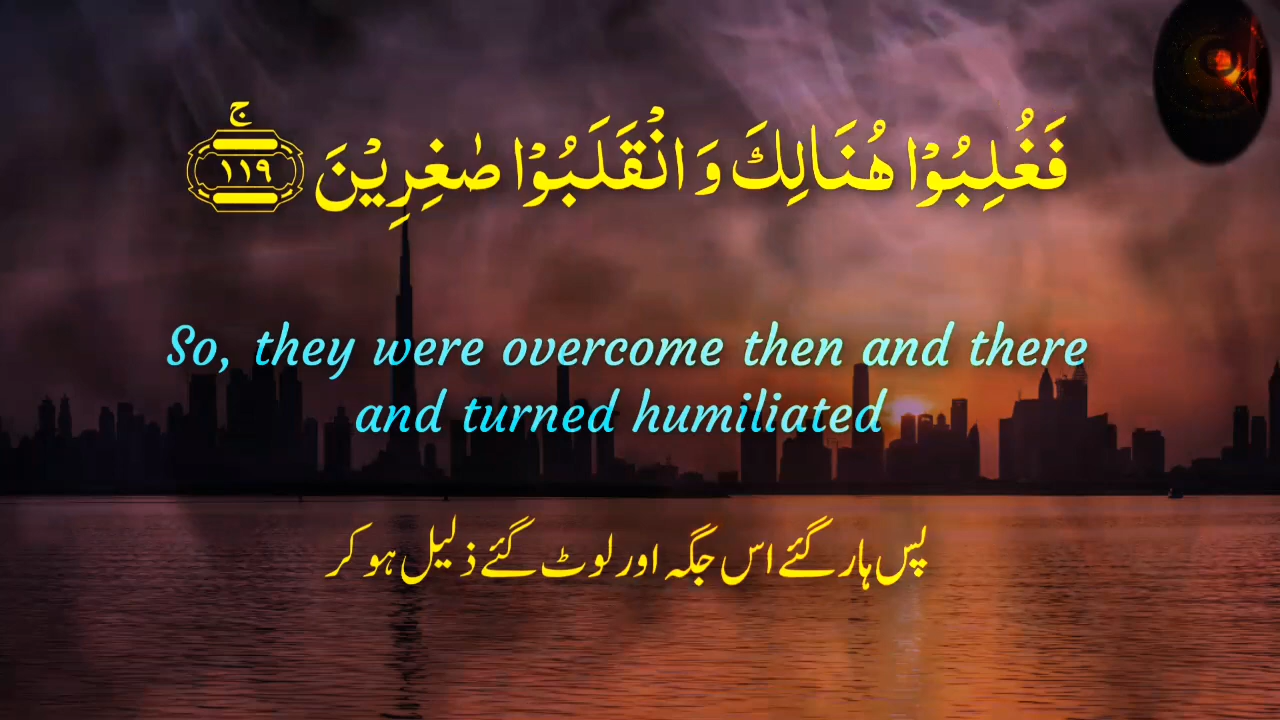 فَغُلِبُوْا هُنَالِكَ وَ انْقَلَبُوْا صٰغِرِيْنَ ۚ ١١٩
So, they were overcome then and there
and turned humiliated
پس ہار گئے اس جگہ اور لوٹ گئے ذلیل ہو کر